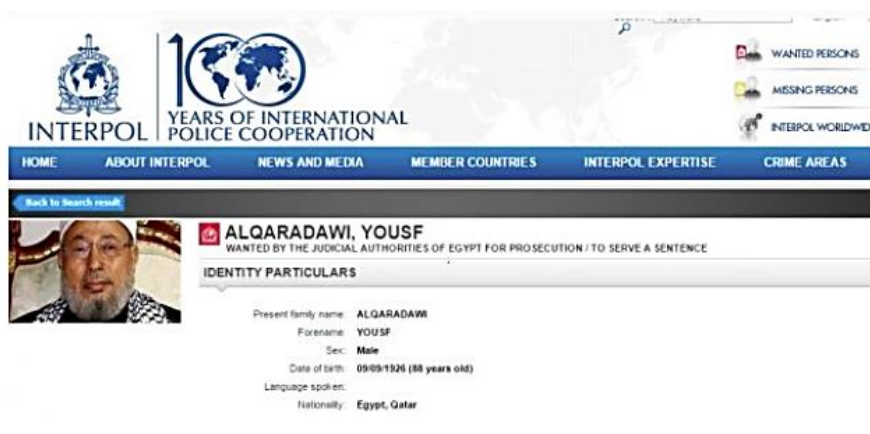 WANTED PERSONS
MISSING PERSONS
INTERPOL WORLDWID
100
YEARS OF INTERNATIONAL
INTERPOL POLICE COOPERATION
HOME ABOUT INTERPOL NEWS AND MEDIA MEMBER COUNTRIES INTERPOL EXPERTISE CRIME AREAS
Back to Search result
ALQARADAWI, YOUSF
WANTED BY THE JUDICIAL AUTHORITIES OF EGYPT FOR PROSECUTION / TO SERVE A SENTENCE
IDENTITY PARTICULARS
Present family name: ALQARADAWI
Forename: YOUSF
Sex: Male
Date of birth: 09/09/1926 (88 years old)
Language spoken:
Nationality: Egypt, Qatar